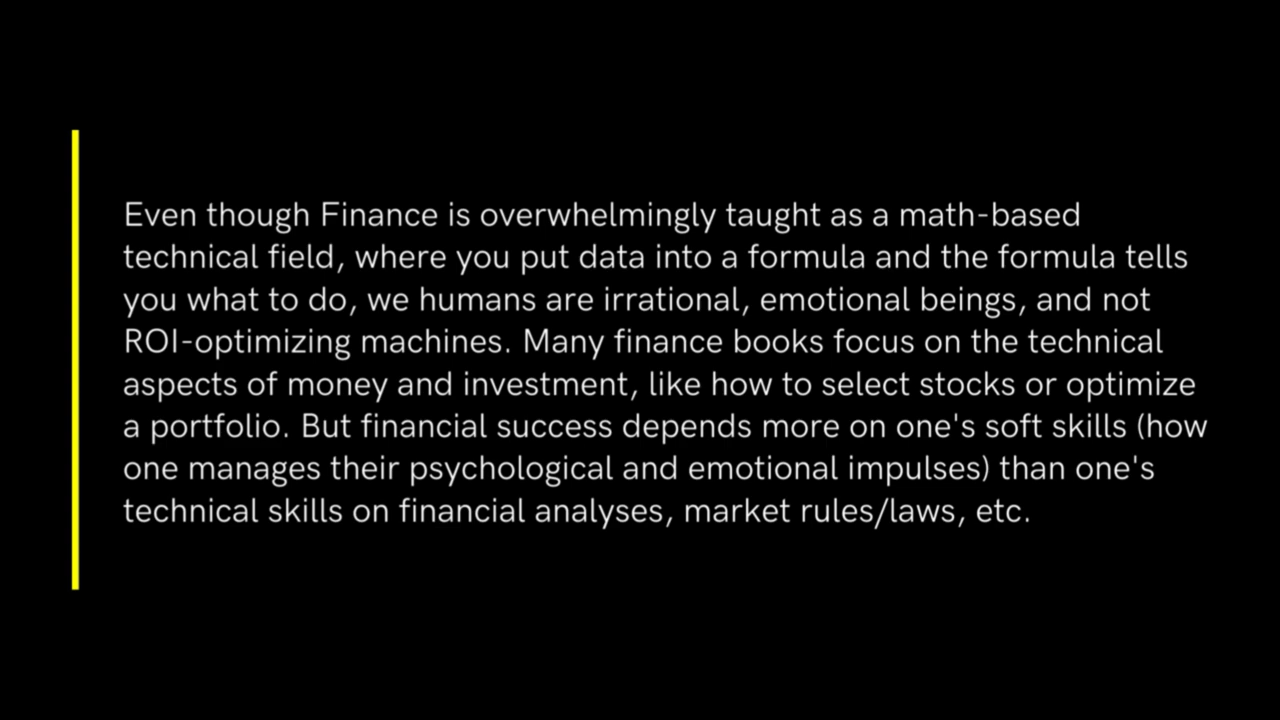 Even though Finance is overwhelmingly taught as a math-based
technical field, where you put data into a formula and the formula tells
you what to do, we humans are irrational, emotional beings, and not
ROI-optimizing machines. Many finance books focus on the technical
aspects of money and investment, like how to select stocks or optimize
a portfolio. But financial success depends more on one's soft skills (how
one manages their psychological and emotional impulses) than one's
technical skills on financial analyses, market rules/laws, etc.